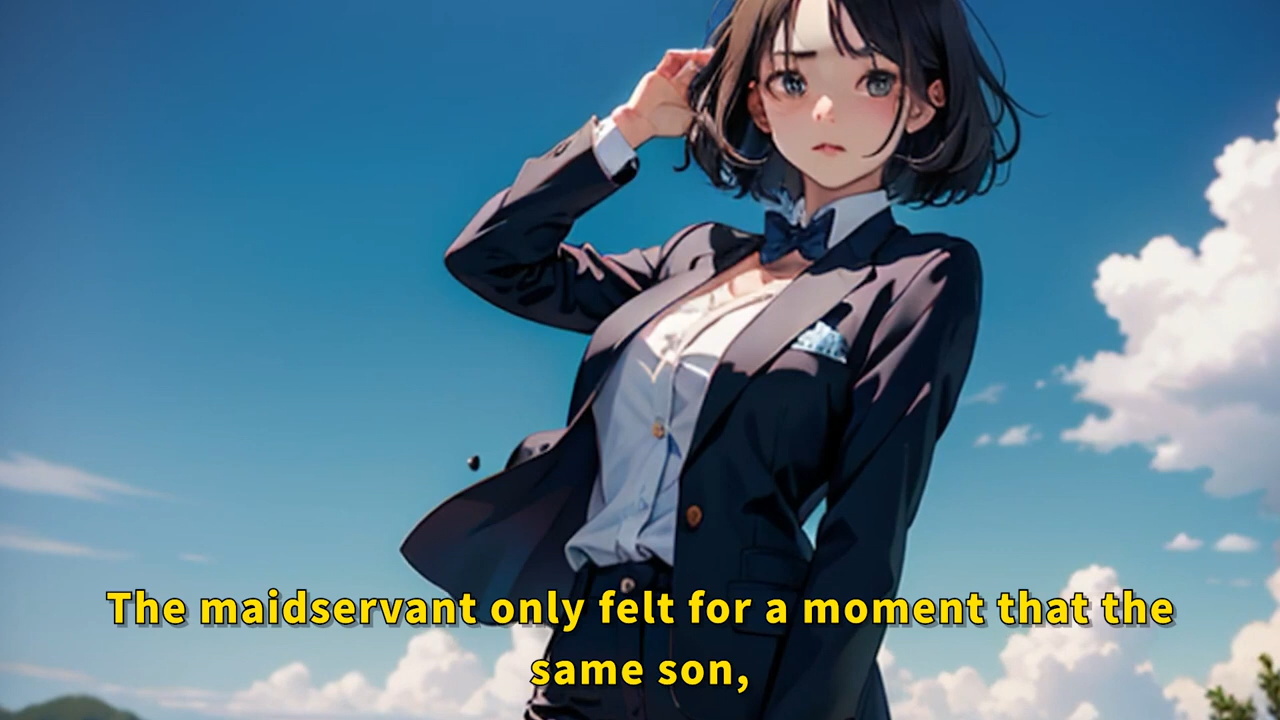 The maidservant only felt for a moment that the
same son,